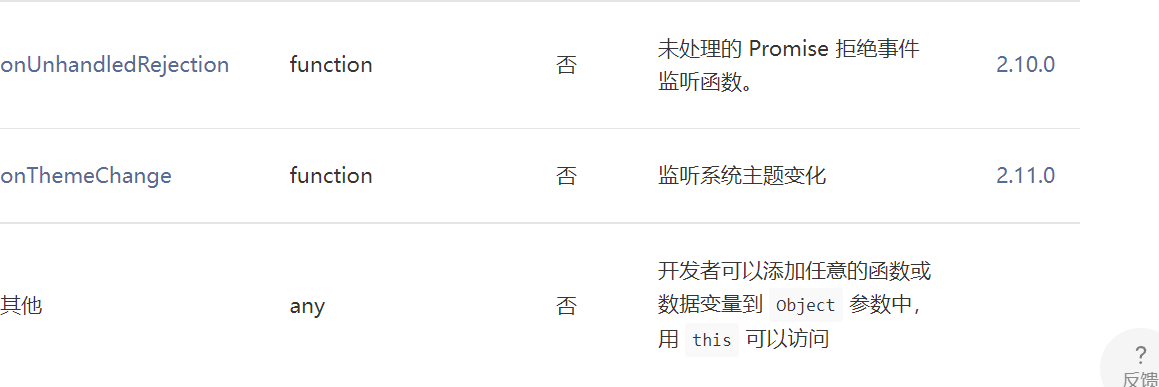 onUnhandledRejection function 否 未处理的 Promise 拒绝事件 2.10.0
监听函数。
onThemeChange function 否 监听系统主题变化 2.11.0
其他 any 否 开发者可以添加任意的函数或
数据变量到 Object 参数中，
用 this 可以访问
?
反馈